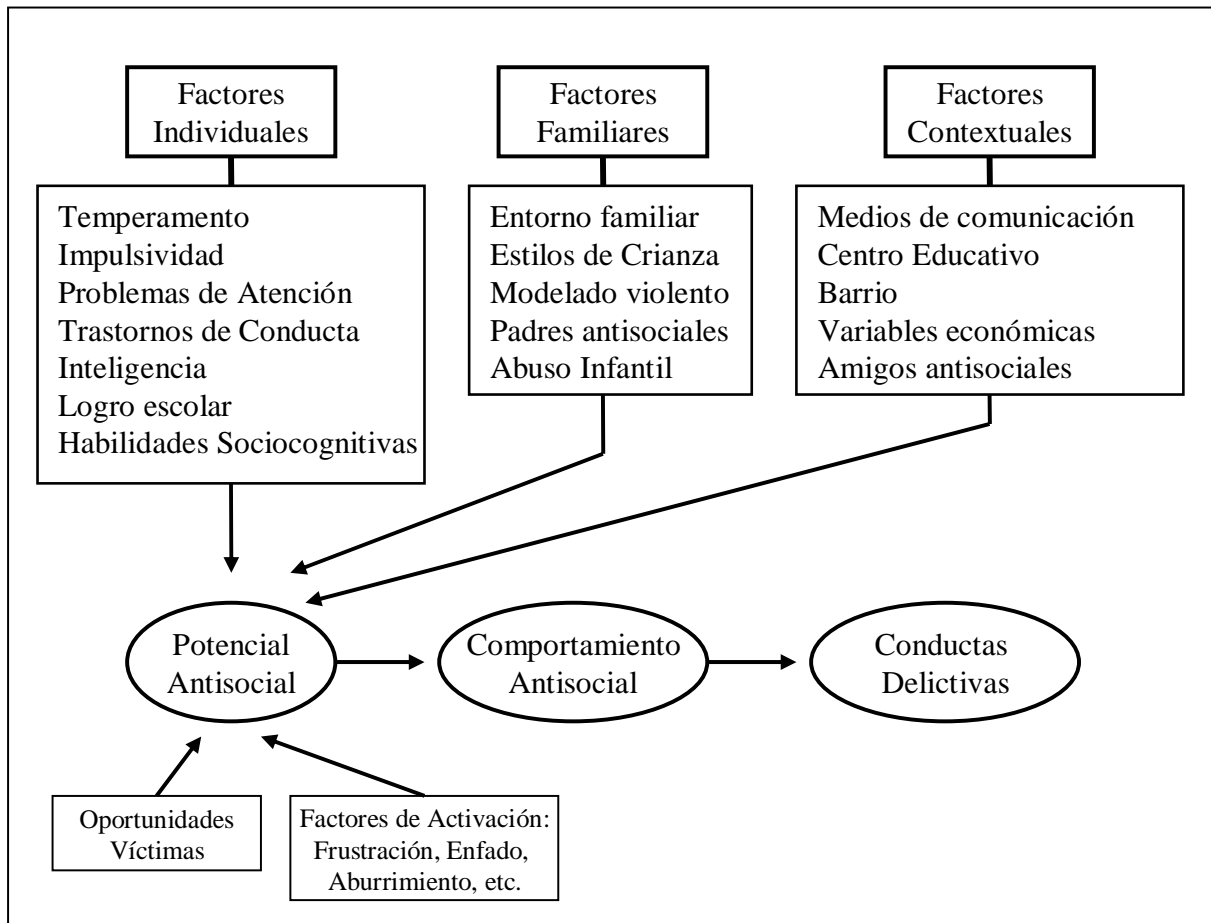 Factores
Individuales
Factores
Familiares
Factores
Contextuales
Temperamento
Impulsividad
Problemas de Atención
Trastornos de Conducta
Inteligencia
Logro escolar
Habilidades Sociocognitivas
Entorno familiar
Estilos de Crianza
Modelado violento
Padres antisociales
Abuso Infantil
Medios de comunicación
Centro Educativo
Barrio
Variables económicas
Amigos antisociales
Potencial
Antisocial
Comportamiento
Antisocial
Conductas
Delictivas
Oportunidades
Víctimas
Factores de Activación:
Frustración, Enfado,
Aburrimiento, etc.